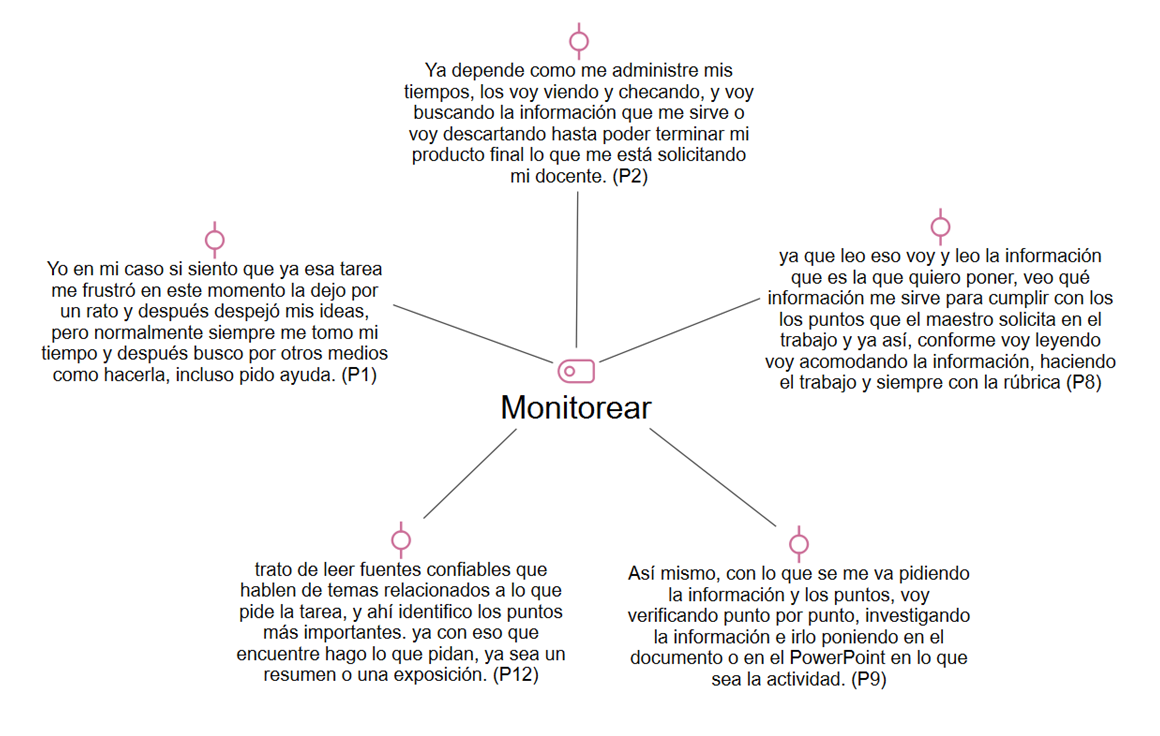 Ya depende como me administre mis
tiempos, los voy viendo y checando, y voy
buscando la información que me sirve o
voy descartando hasta poder terminar mi
producto final lo que me está solicitando
mi docente. (P2)
Yo en mi caso si siento que ya esa tarea
me frustró en este momento la dejo por
un rato y después despejó mis ideas,
pero normalmente siempre me tomo mi
tiempo y después busco por otros medios
como hacerla, incluso pido ayuda. (P1)
ya que leo eso voy y leo la información
que es la que quiero poner, veo qué
información me sirve para cumplir con los
los puntos que el maestro solicita en el
trabajo y ya así, conforme voy leyendo
voy acomodando la información, haciendo
el trabajo y siempre con la rúbrica (P8)
Monitorear
trato de leer fuentes confiables que
hablen de temas relacionados a lo que
pide la tarea, y ahí identifico los puntos
más importantes. ya con eso que
encuentre hago lo que pidan, ya sea un
resumen o una exposición. (P12)
Así mismo, con lo que se me va pidiendo
la información y los puntos, voy
verificando punto por punto, investigando
la información e irlo poniendo en el
documento o en el PowerPoint en lo que
sea la actividad. (P9)